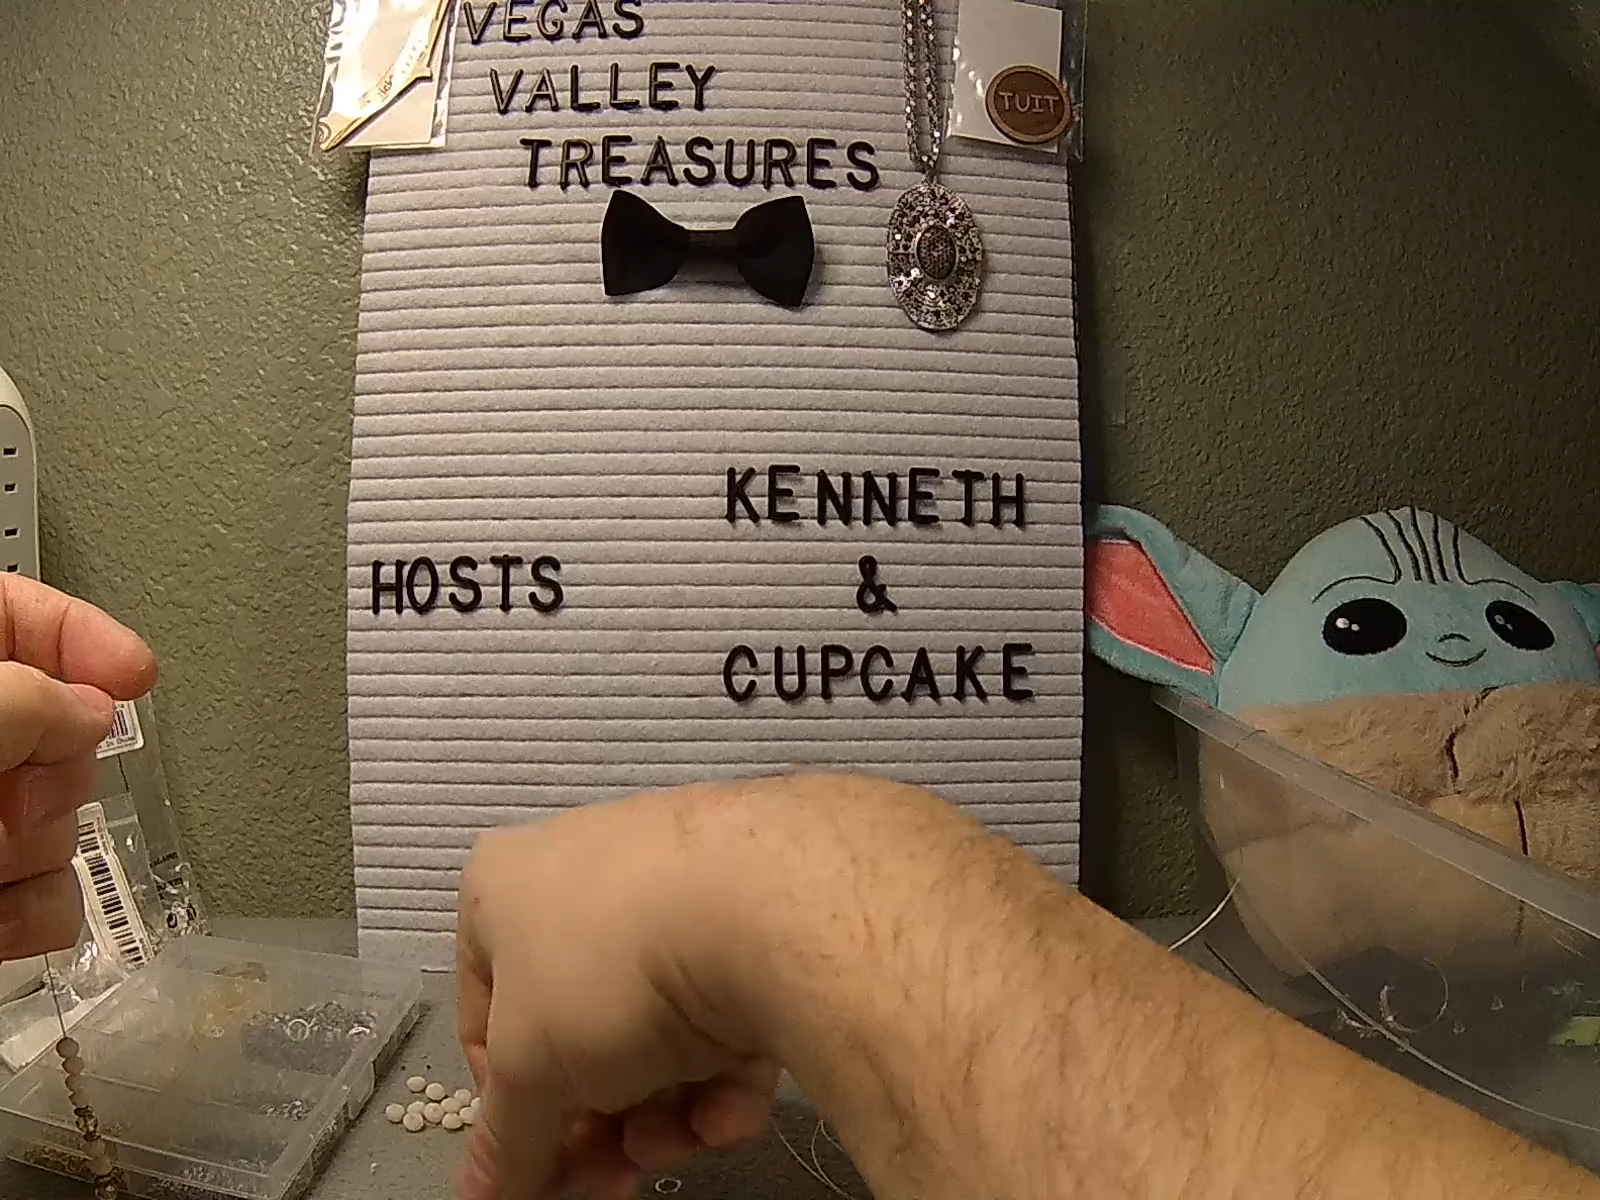 VEGAS
VALLEY
TREASURES
TUIT
KENNETH
HOSTS
&
CUPCAKE